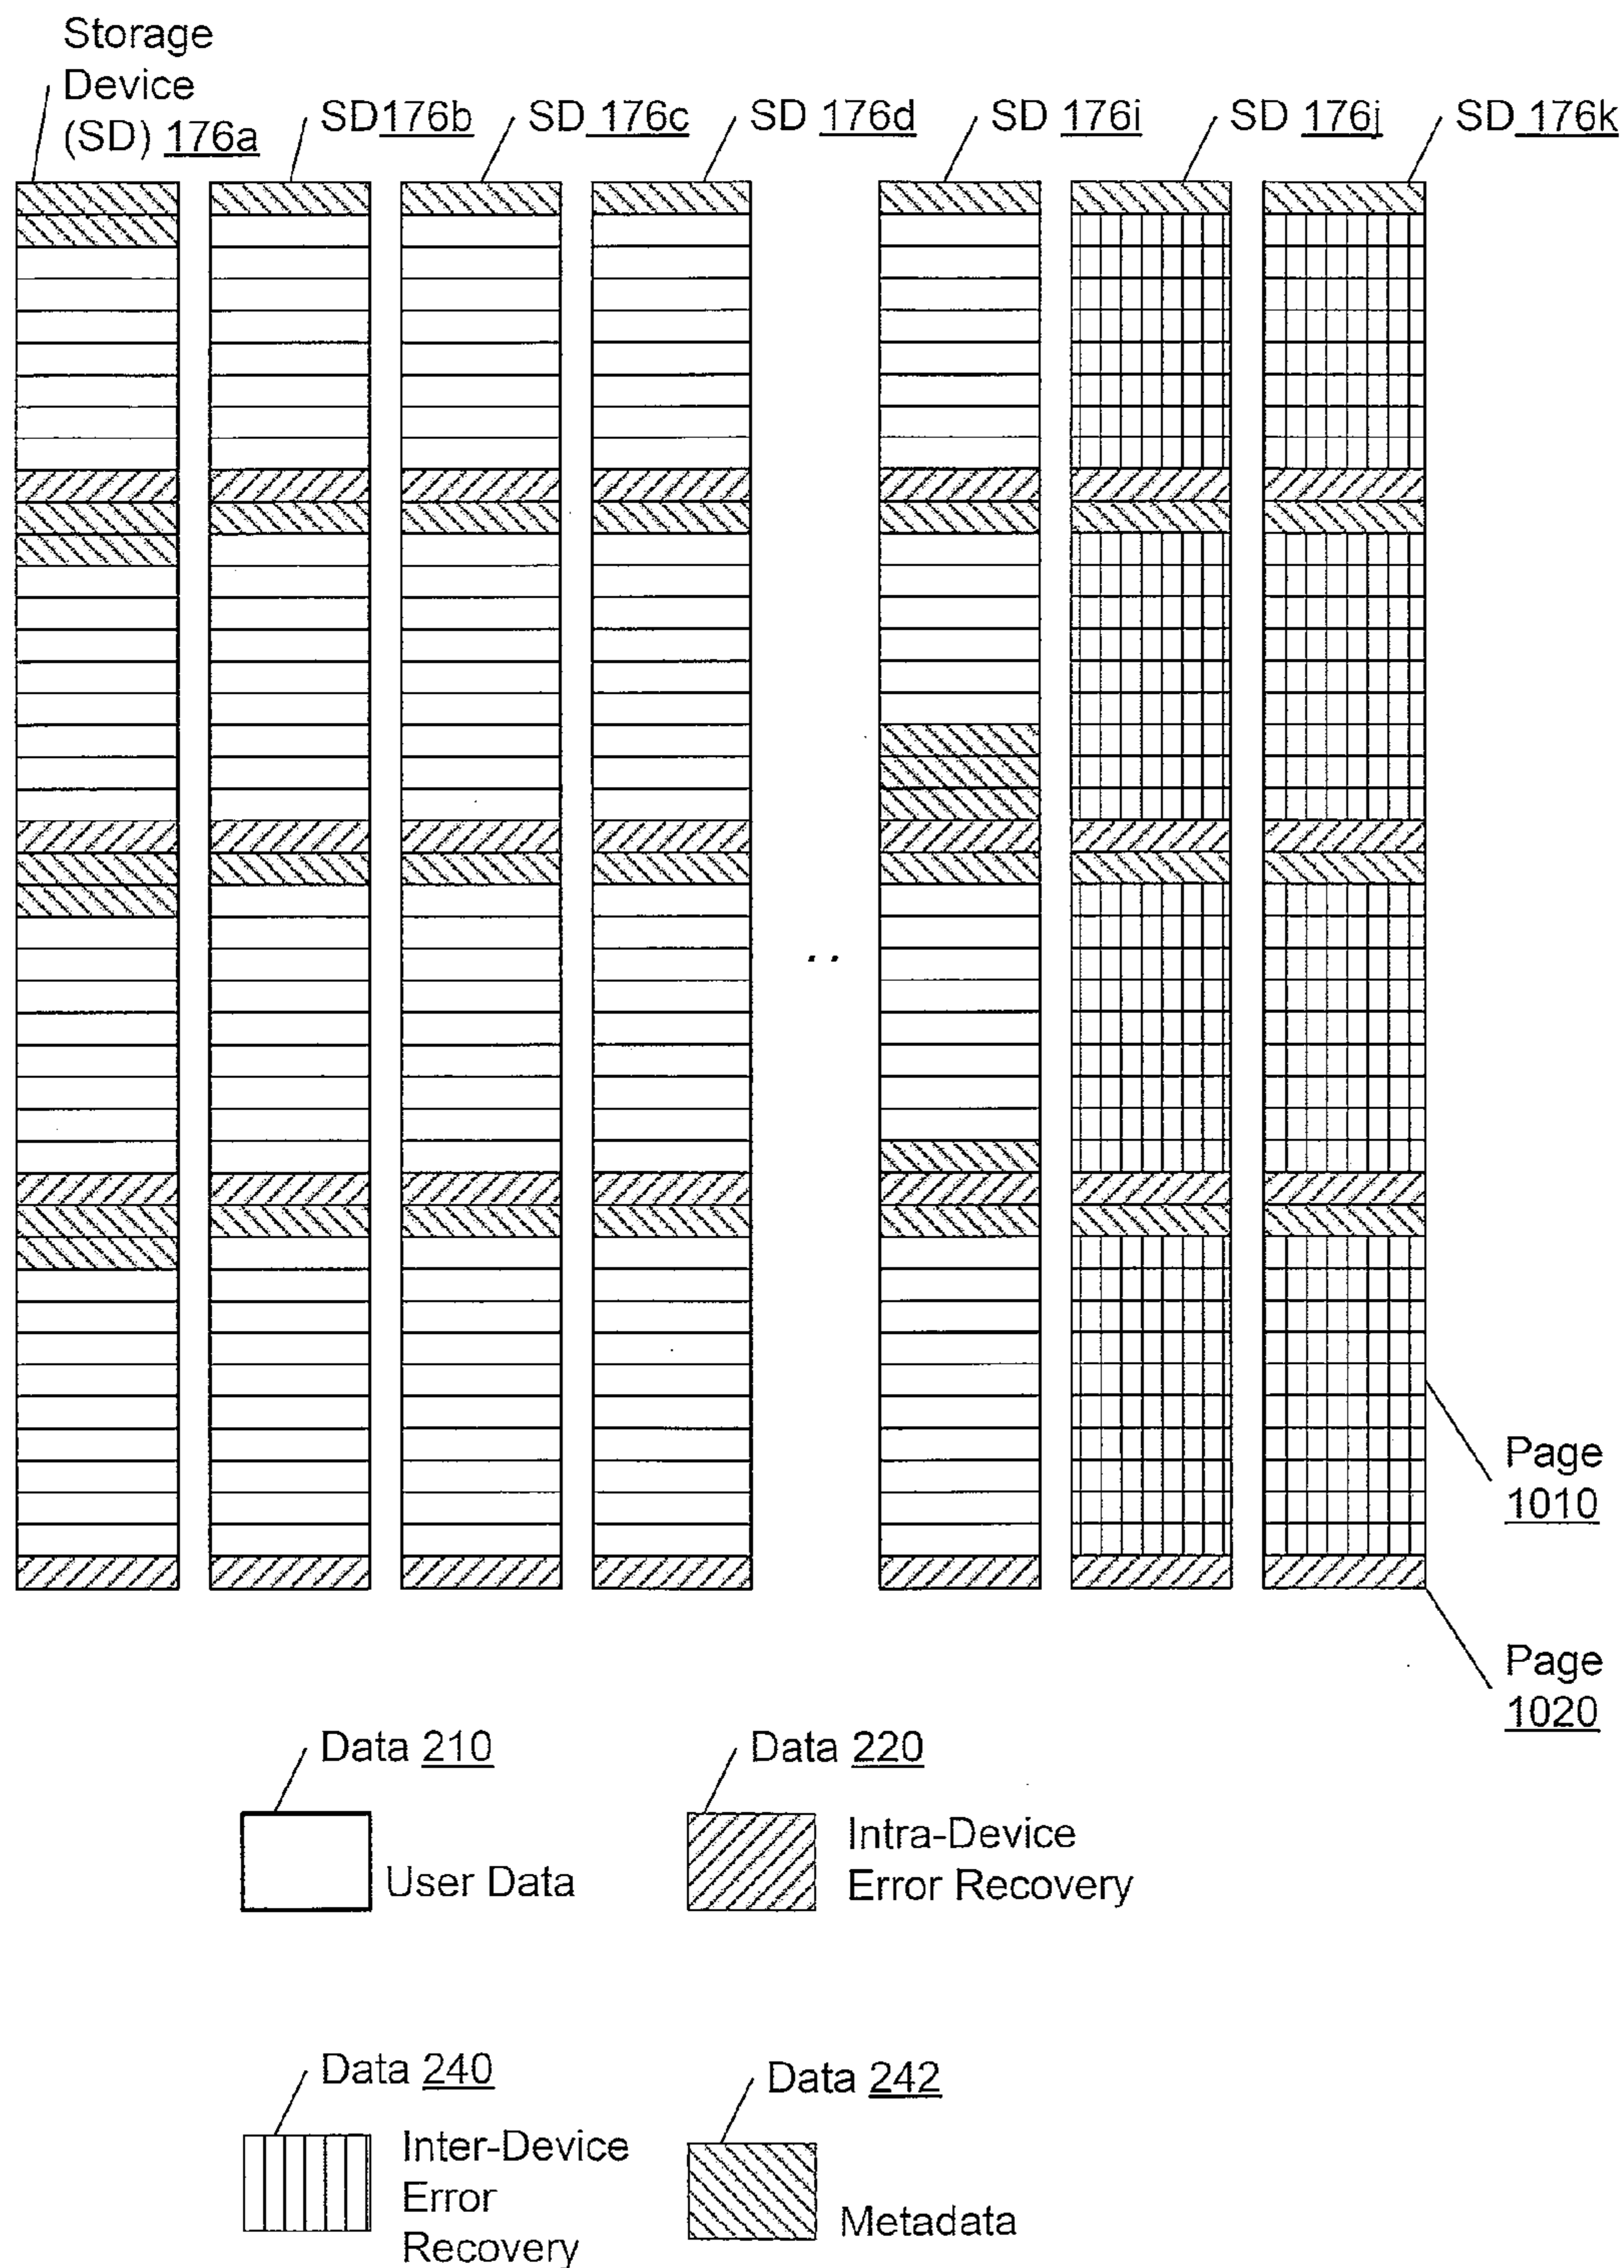 Storage
Device
(SD) 176a
SD176b
SD 176c
SD 176d
SD 176i
SD 176j
SD 176k
. .
Page
1010
Page
1020
Data 210
User Data
Data 220
Intra-Device
Error Recovery
Data 240
Inter-Device
Error
Recovery
Data 242
Metadata